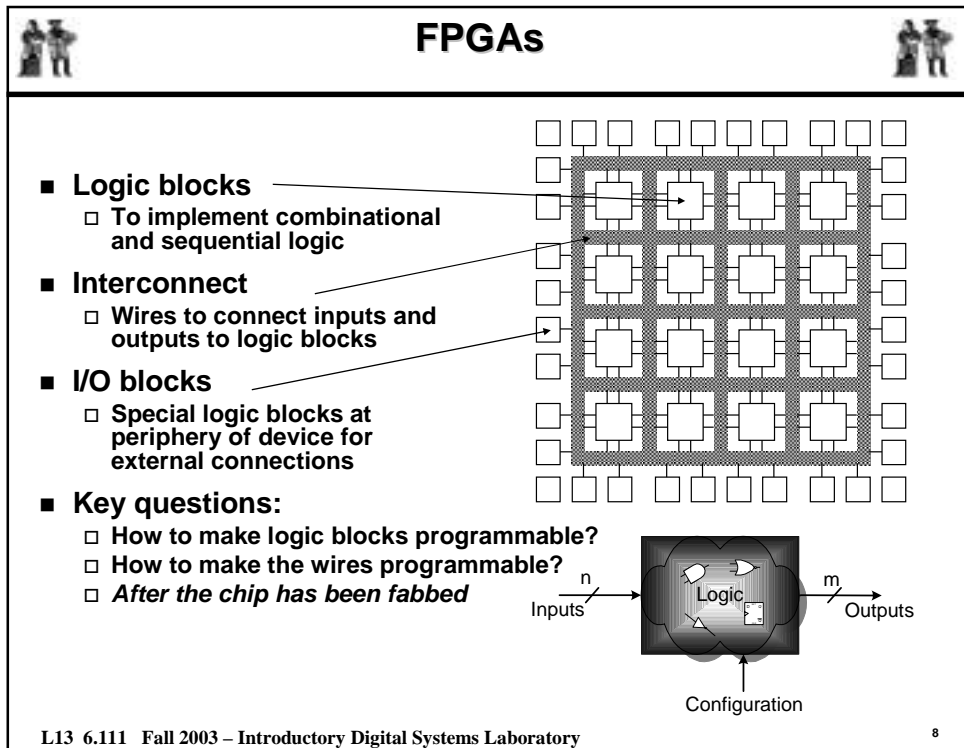 FPGAs
■ Logic blocks
□ To implement combinational
and sequential logic
■ Interconnect
□ Wires to connect inputs and
outputs to logic blocks
■ I/O blocks
□ Special logic blocks at
periphery of device for
external connections
■ Key questions:
□ How to make logic blocks programmable?
□ How to make the wires programmable?
□ After the chip has been fabbed
n
Inputs
Logic
m
Outputs
Configuration
L13 6.111 Fall 2003 – Introductory Digital Systems Laboratory
8